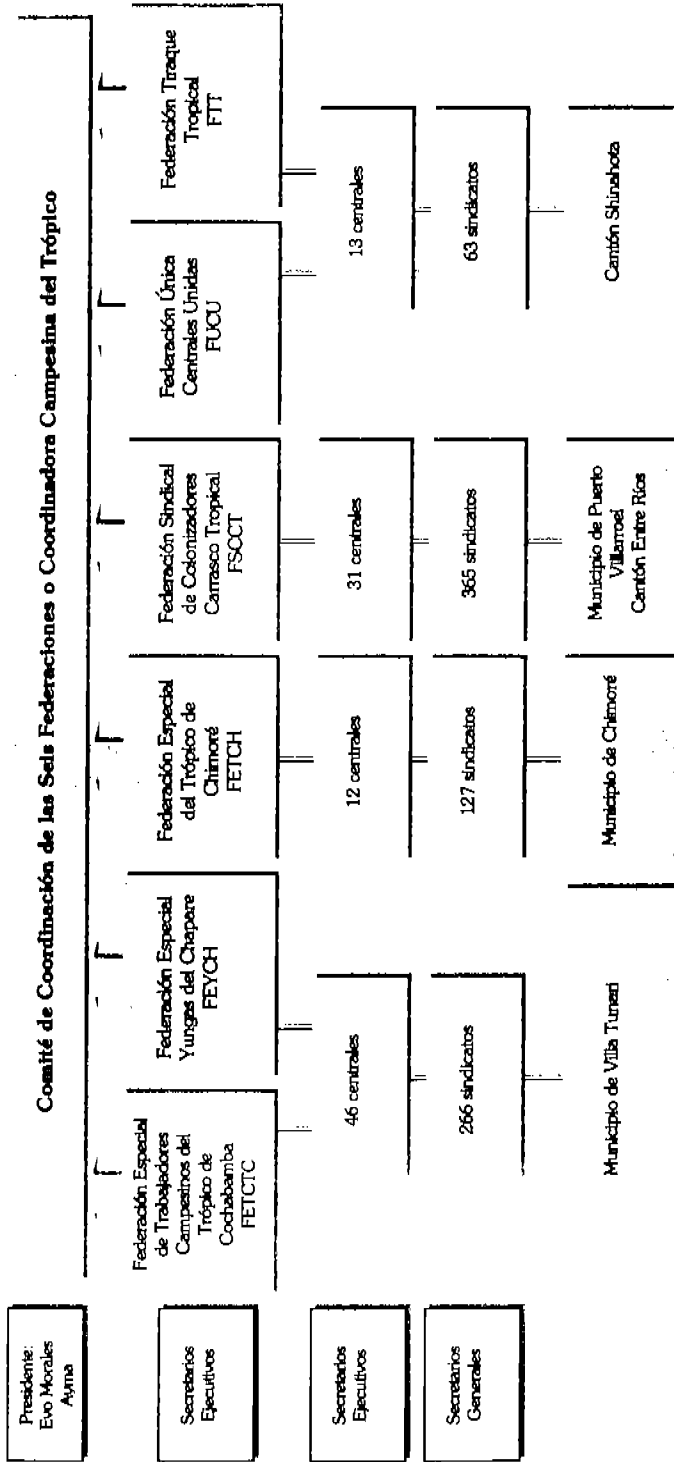 Comité de Coordinación de las Seis Federaciones o Coordinadora Campesina del Trópico
Presidente:
Evo Morales
Ayma
Secretarios
Ejecutivos
Federación Especial
de Trabajadores
Campesinos del
Trópico de
Cochabamba
FETCTC
Federación Especial
Yungas del Chapare
FEYCH
Federación Especial
del Trópico de
Chimoré
FETCH
Federación Sindical
de Colonizadores
Carrasco Tropical
FSCCT
Federación Única
Centrales Unidas
FUCU
Federación Tiraque
Tropical
FTT
Secretarios
Ejecutivos
46 centrales
12 centrales
31 centrales
13 centrales
Secretarios
Generales
266 sindicatos
127 sindicatos
365 sindicatos
63 sindicatos
Municipio de Villa Tunari
Municipio de Chimoré
Municipio de Puerto
Villarroel
Cantón Entre Ríos
Cantón Shinahota